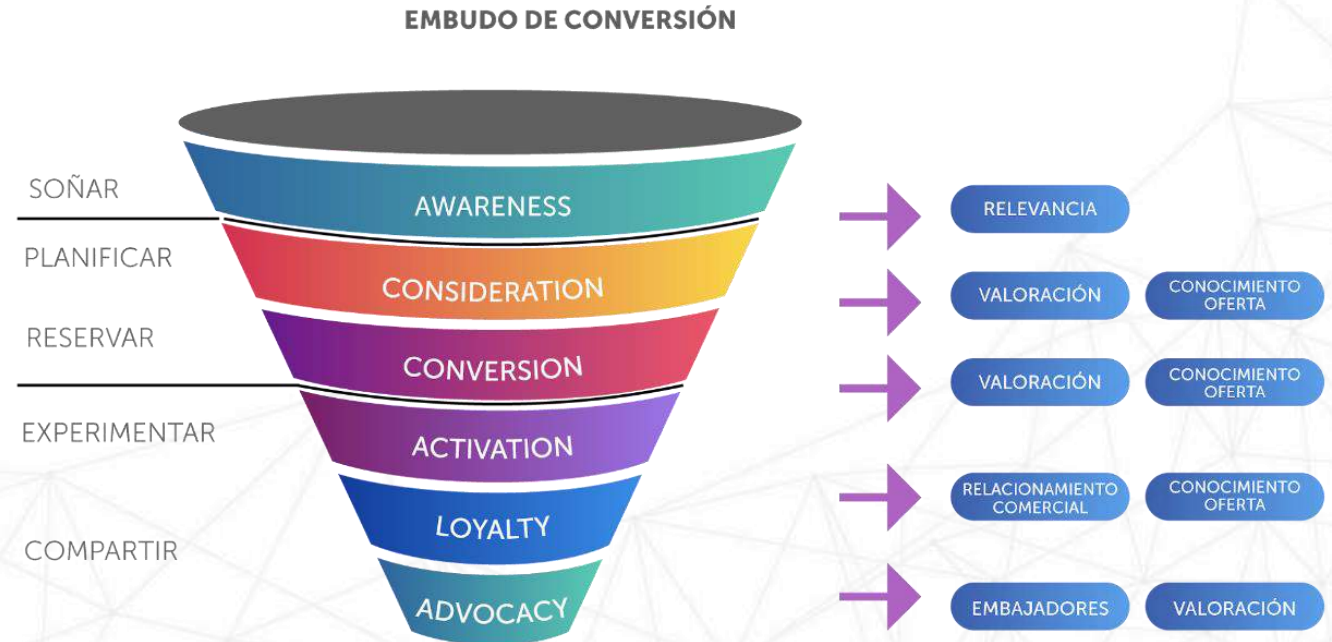 EMBUDO DE CONVERSIÓN
SOÑAR
AWARENESS
RELEVANCIA
PLANIFICAR
CONSIDERATION
VALORACIÓN
CONOCIMIENTO
OFERTA
RESERVAR
CONVERSION
VALORACIÓN
CONOCIMIENTO
OFERTA
EXPERIMENTAR
ACTIVATION
RELACIONAMIENTO
COMERCIAL
CONOCIMIENTO
OFERTA
LOYALTY
COMPARTIR
ADVOCACY
EMBAJADORES
VALORACIÓN